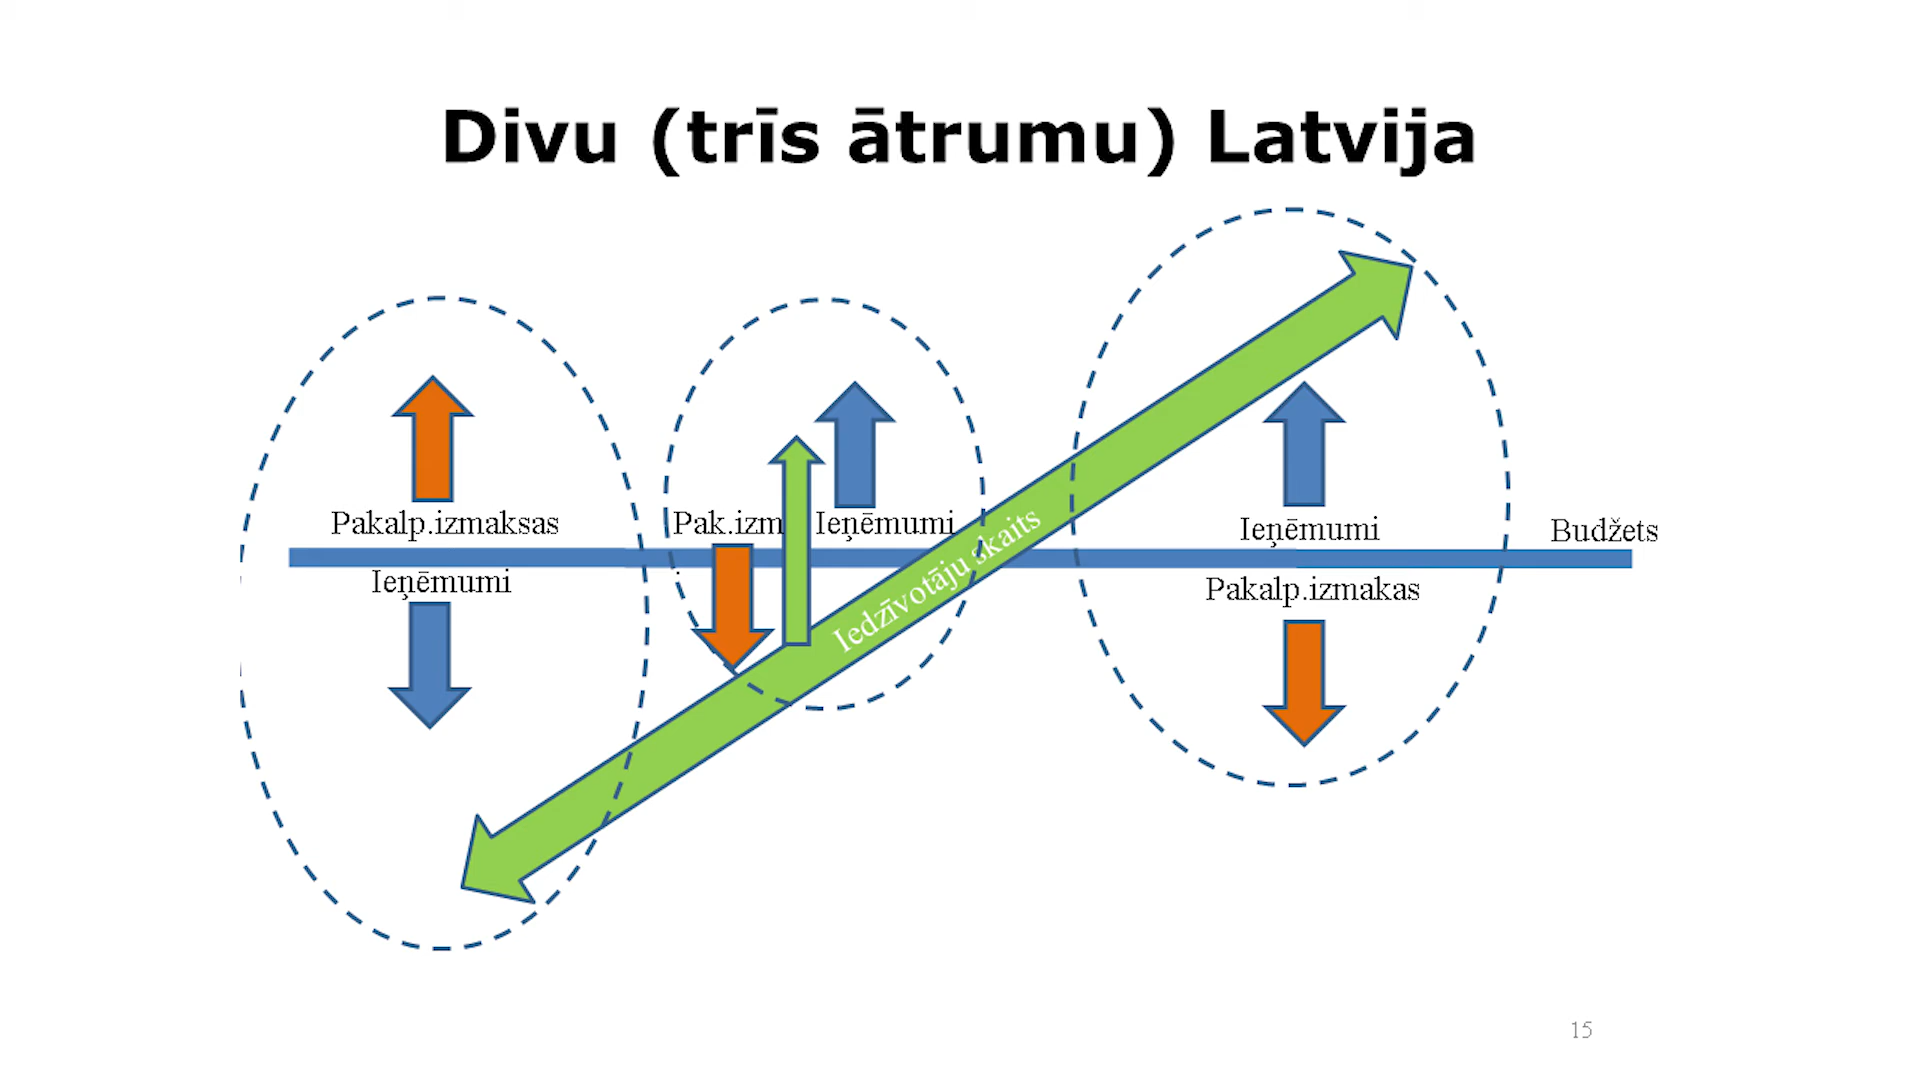 Divu (trīs ātrumu) Latvija
Pakalp.izmaksas
Ieņēmumi
Pak.izm
Ieņēmumi
Iedzīvotāju skaits
Ieņēmumi
Pakalp.izmakas
Budžets
15